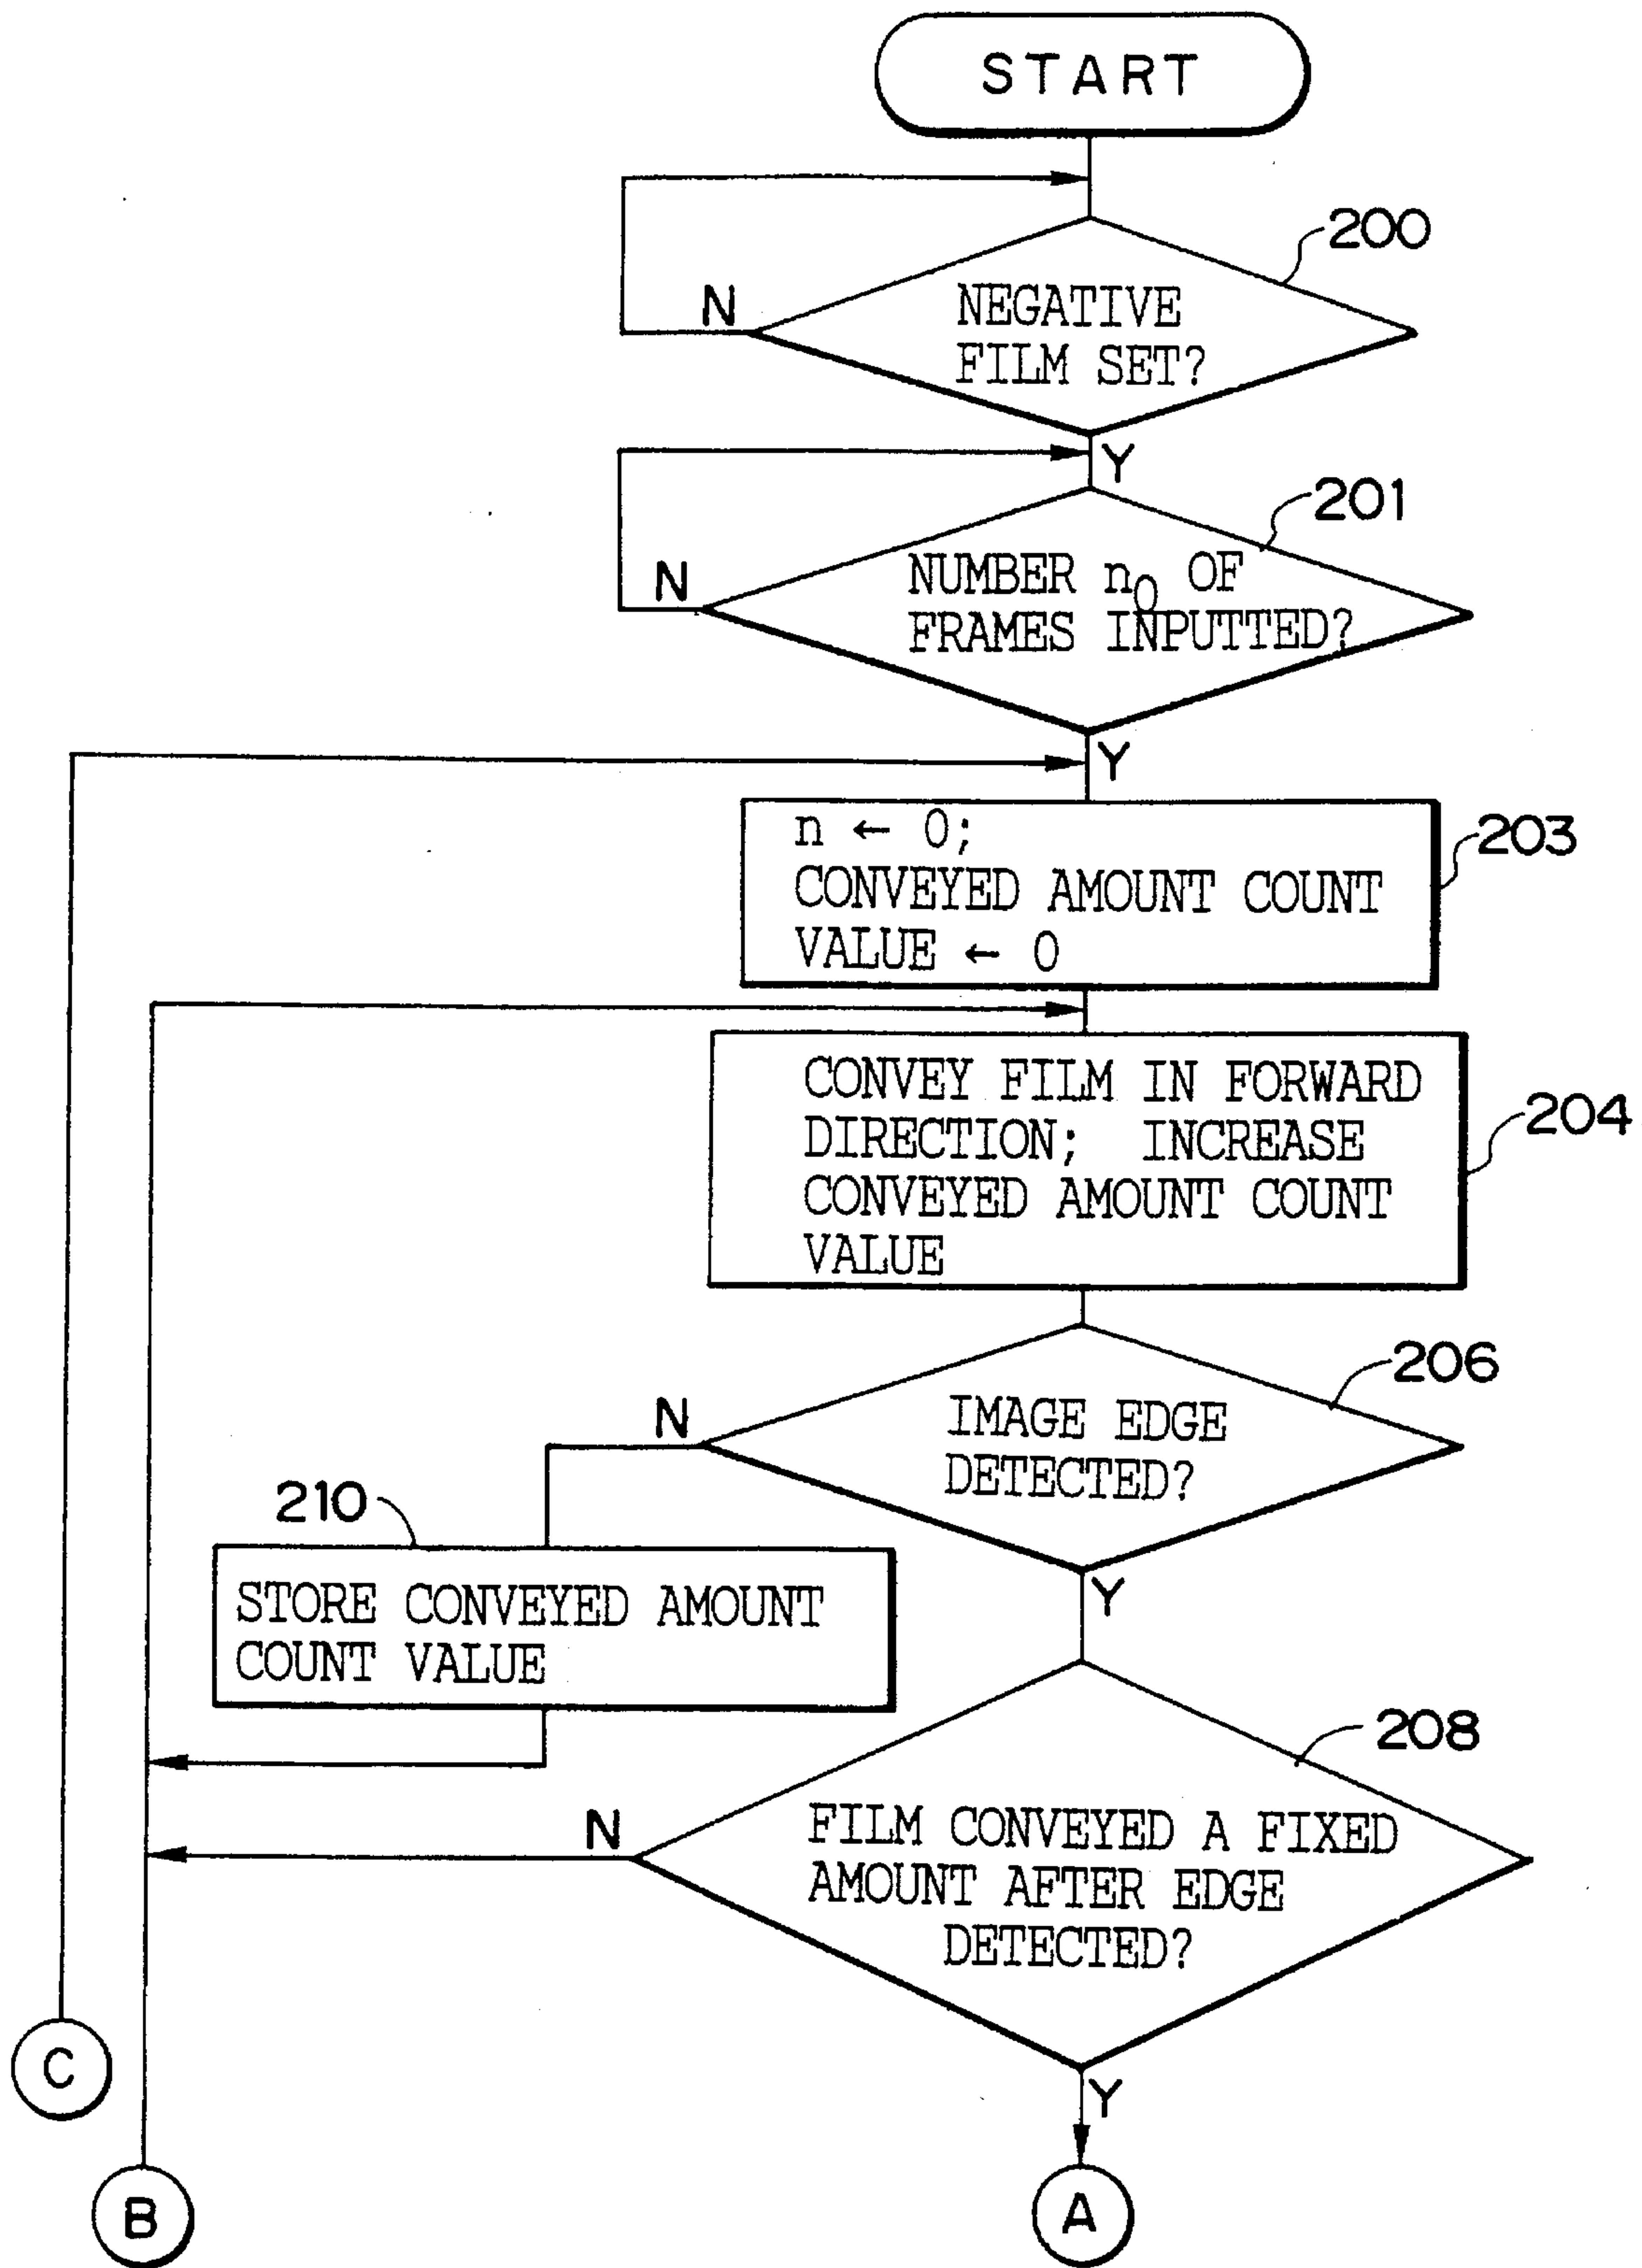 START
200
NEGATIVE
FILM SET?
N
Y
201
NUMBER n₀ OF
FRAMES INPUTTED?
N
Y
203
n ← 0;
CONVEYED AMOUNT COUNT
VALUE ← 0
204
CONVEY FILM IN FORWARD
DIRECTION; INCREASE
CONVEYED AMOUNT COUNT
VALUE
206
IMAGE EDGE
DETECTED?
N
Y
210
STORE CONVEYED AMOUNT
COUNT VALUE
208
FILM CONVEYED A FIXED
AMOUNT AFTER EDGE
DETECTED?
N
Y
C
B
A